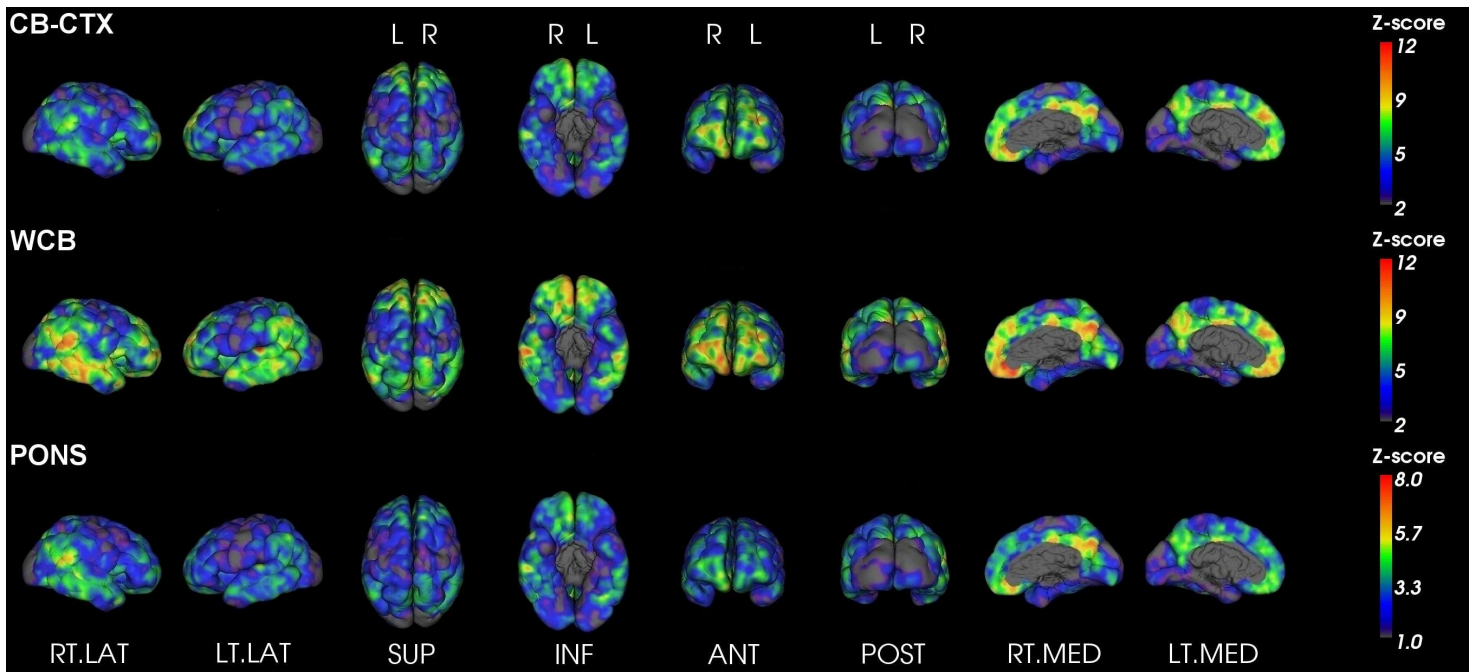 CB-CTX
L R
R L
R L
L R
Z-score
12
9
5
2
WCB
Z-score
12
9
5
2
PONS
Z-score
8.0
5.7
3.3
1.0
RT.LAT
LT.LAT
SUP
INF
ANT
POST
RT.MED
LT.MED